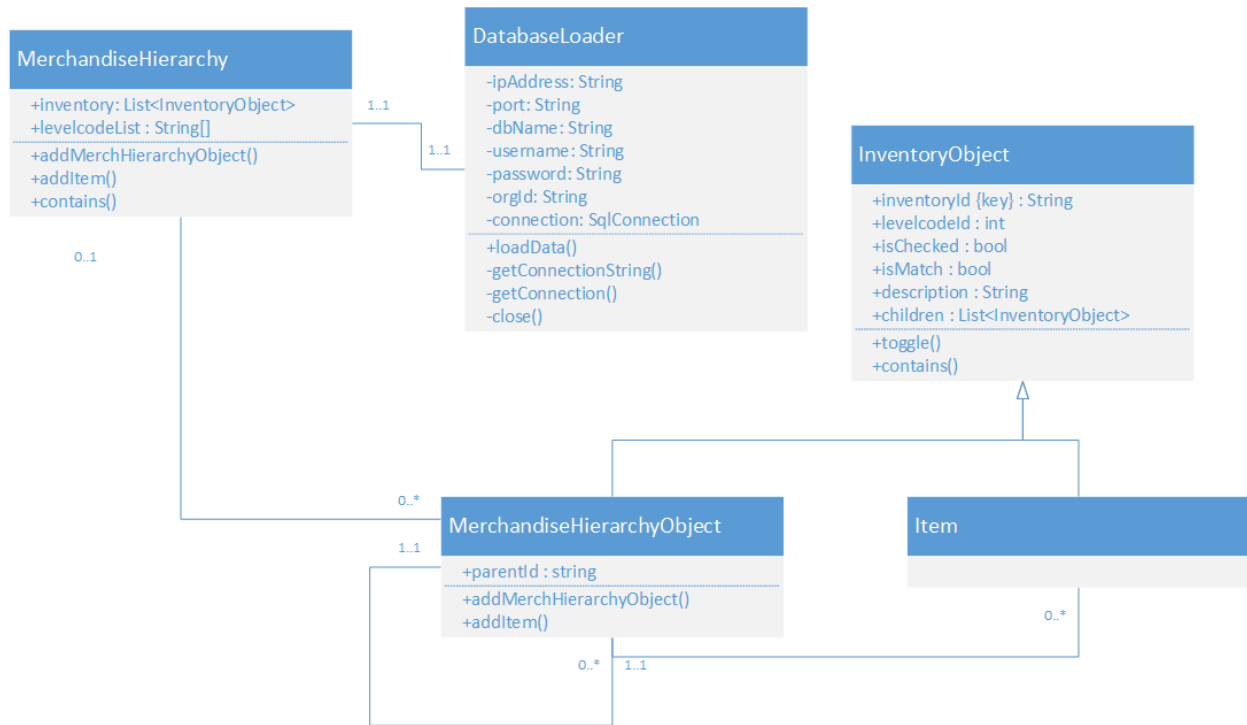 MerchandiseHierarchy
+inventory: List<InventoryObject>
+levelcodeList : String[]
+addMerchHierarchyObject()
+addItem()
+contains()
1..1
1..1
0..1
DatabaseLoader
-ipAddress: String
-port: String
-dbName: String
-username: String
-password: String
-orgId: String
-connection: SqlConnection
+loadData()
-getConnectionString()
-getConnection()
-close()
InventoryObject
+inventoryId {key} : String
+levelcodeId : int
+isChecked : bool
+isMatch : bool
+description : String
+children : List<InventoryObject>
+toggle()
+contains()
0..*
1..1
MerchandiseHierarchyObject
+parentId : string
+addMerchHierarchyObject()
+addItem()
0..*
1..1
Item
0..*